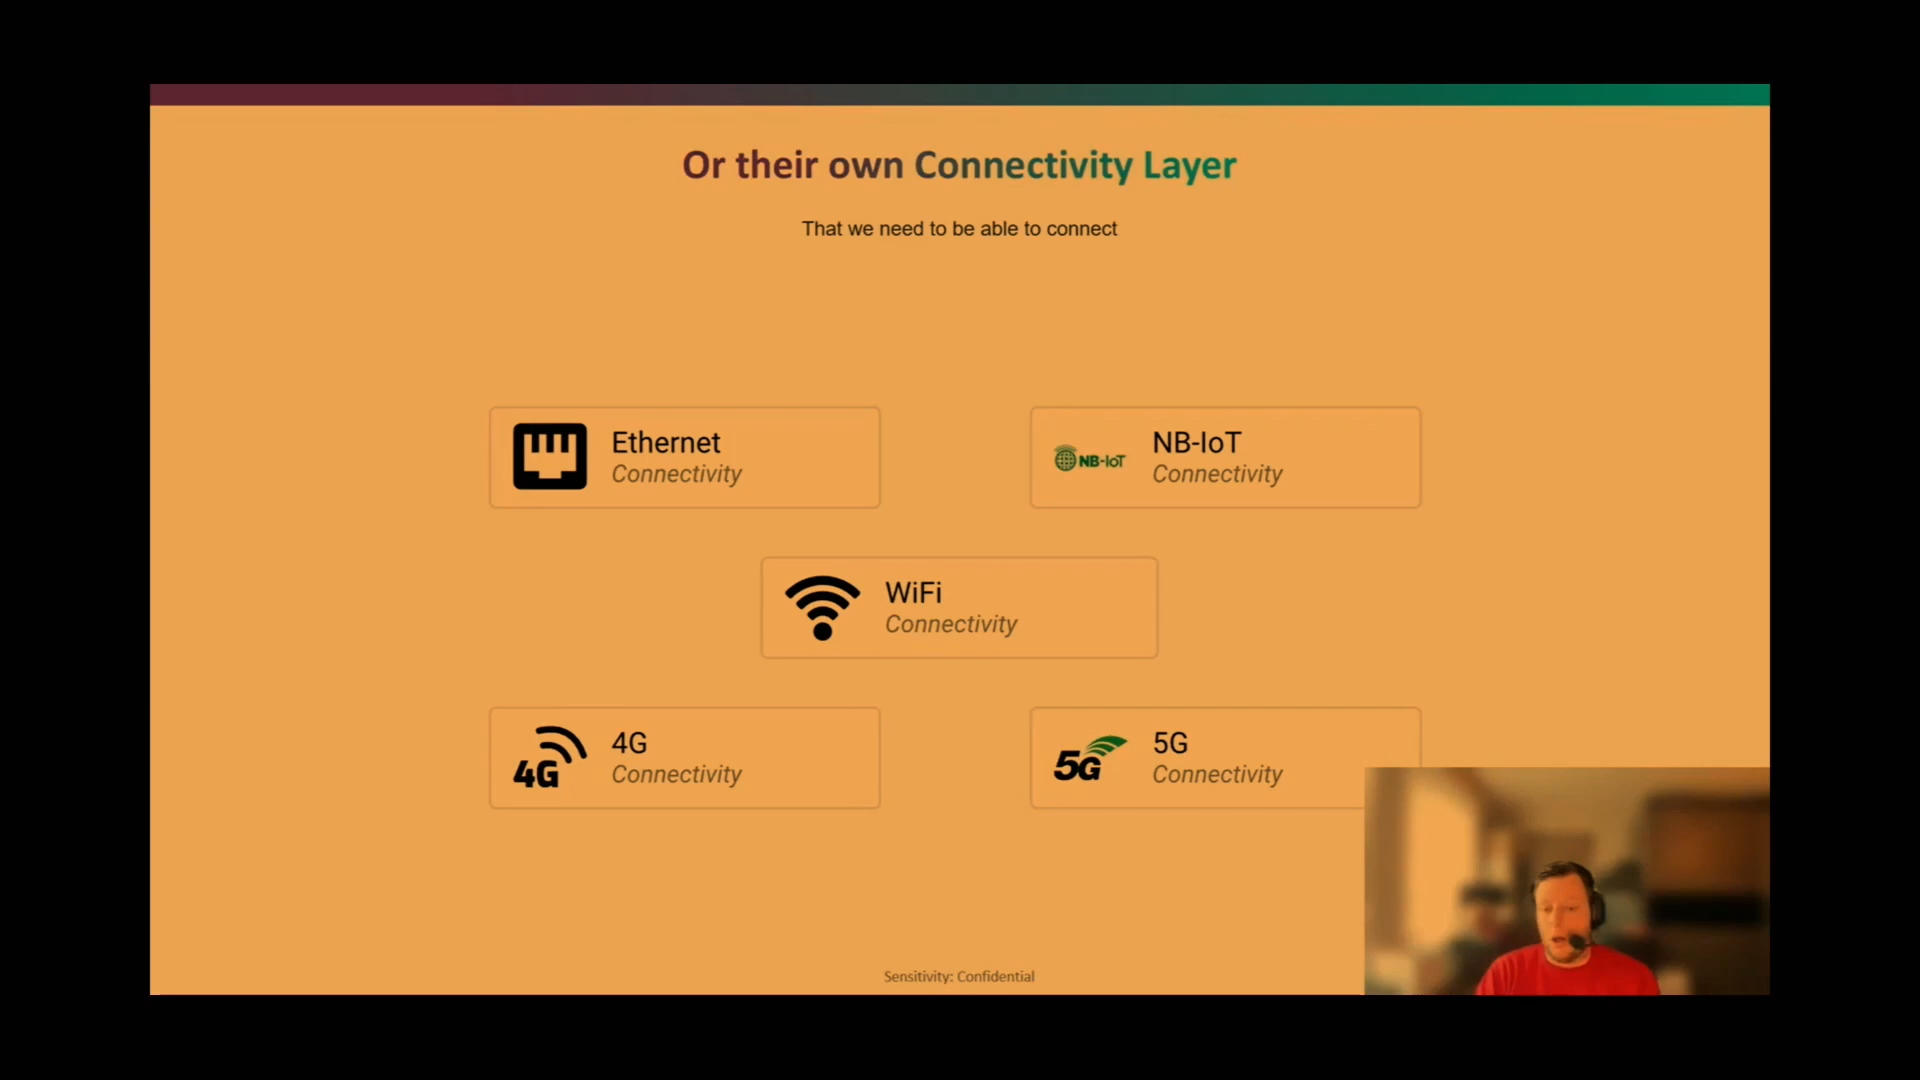 Or their own Connectivity Layer
That we need to be able to connect
Ethernet
Connectivity
NB-IoT
NB-IoT
Connectivity
WiFi
Connectivity
4G
4G
Connectivity
5G
5G
Connectivity
Sensitivity: Confidential